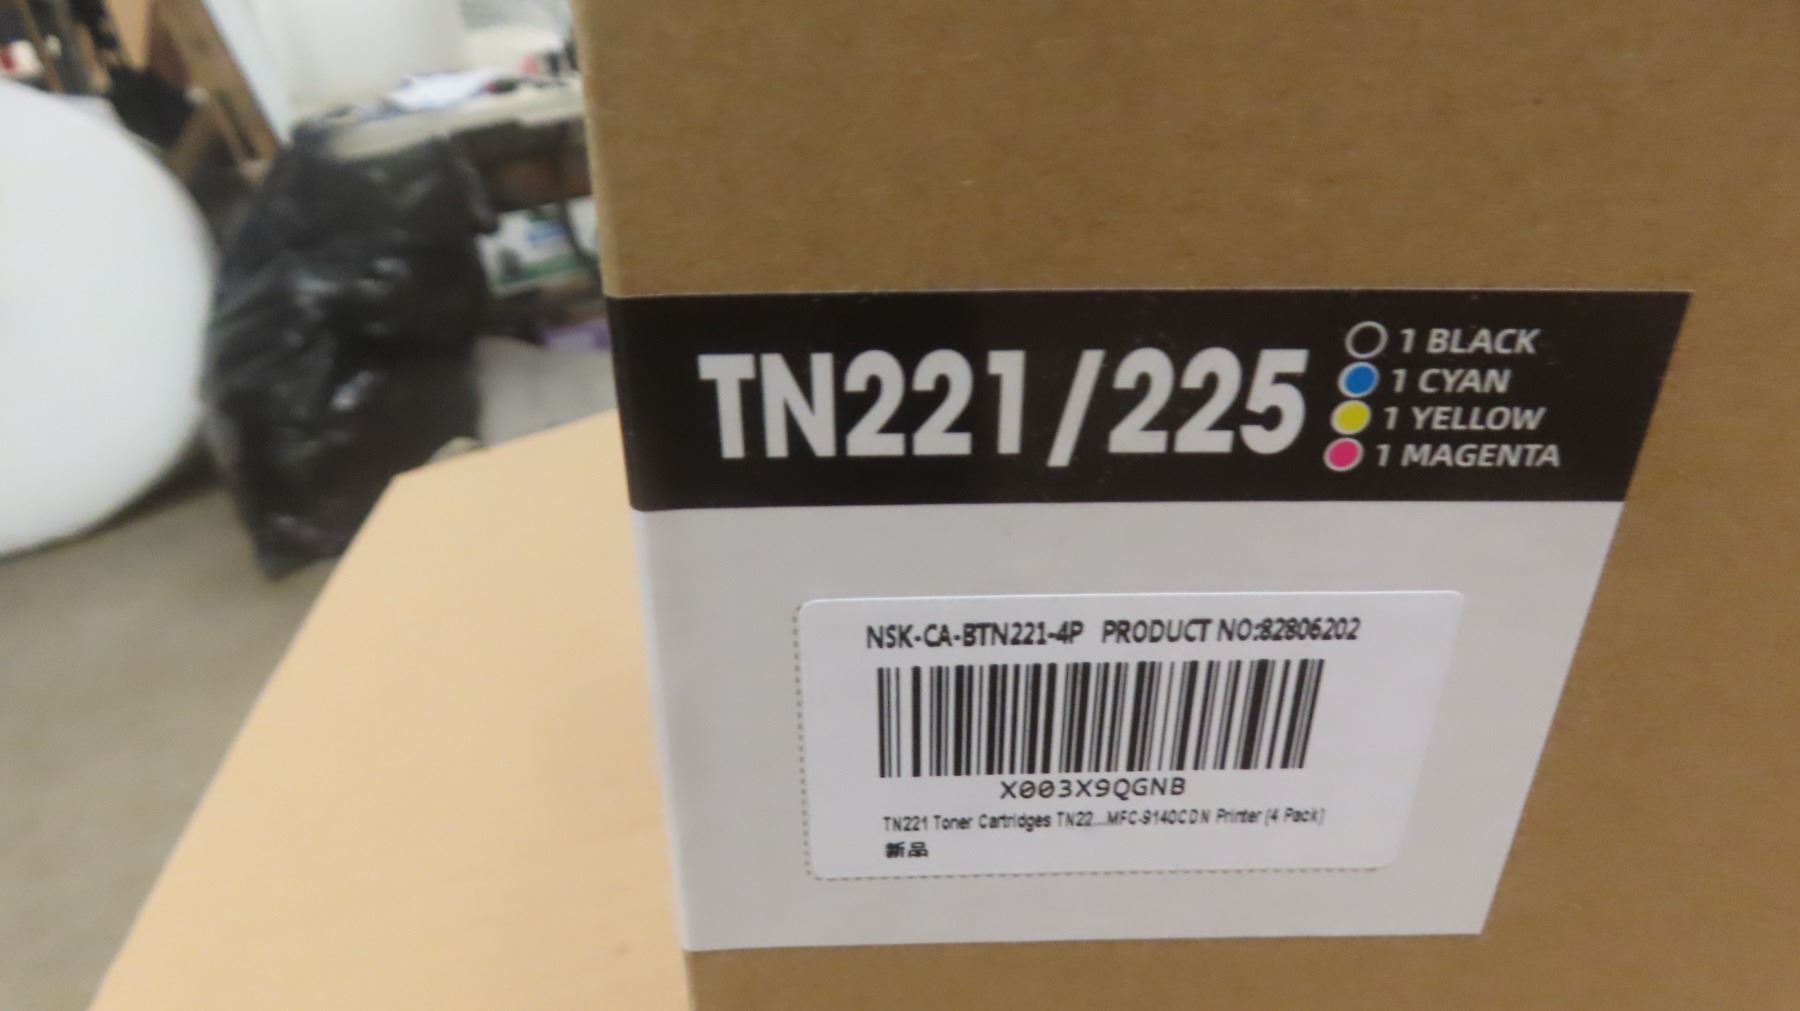 TN221/225
1 BLACK
1 CYAN
1 YELLOW
1 MAGENTA
NSK-CA-BTN221-4P PRODUCT NO:82806202
X003X9QGNB
TN221 Toner Cartridges TN22...MFC-9140CDN Printer (4 Pack)
新品